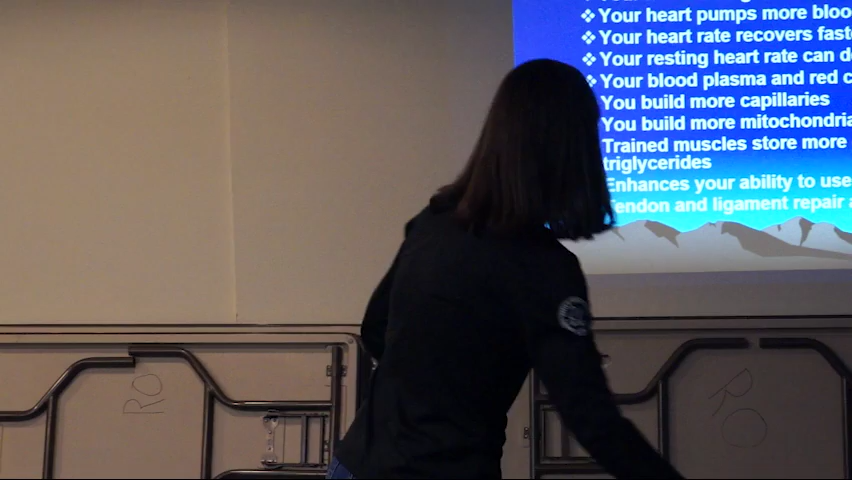 Your heart pumps more bloo
Your heart rate recovers fast
Your resting heart rate can d
Your blood plasma and red c
You build more capillaries
You build more mitochondria
Trained muscles store more
triglycerides
Enhances your ability to use
Tendon and ligament repair a
RO
RO